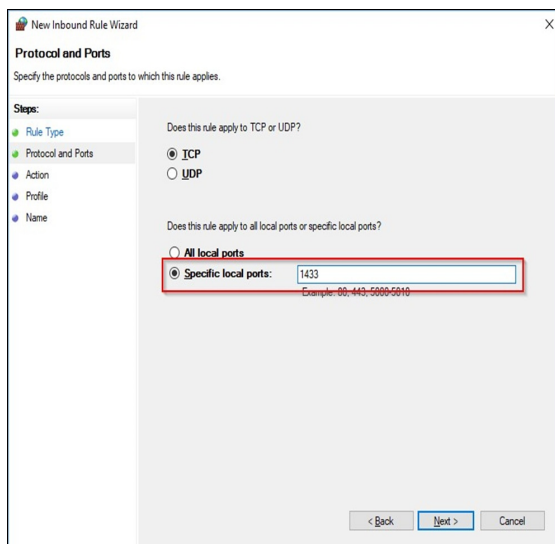 New Inbound Rule Wizard
X
Protocol and Ports
Specify the protocols and ports to which this rule applies.
Steps:
Rule Type
Protocol and Ports
Action
Profile
Name
Does this rule apply to TCP or UDP?
TCP
UDP
Does this rule apply to all local ports or specific local ports?
All local ports
Specific local ports: 1433
Example: 80, 443, 5000-5010
< Back Next > Cancel